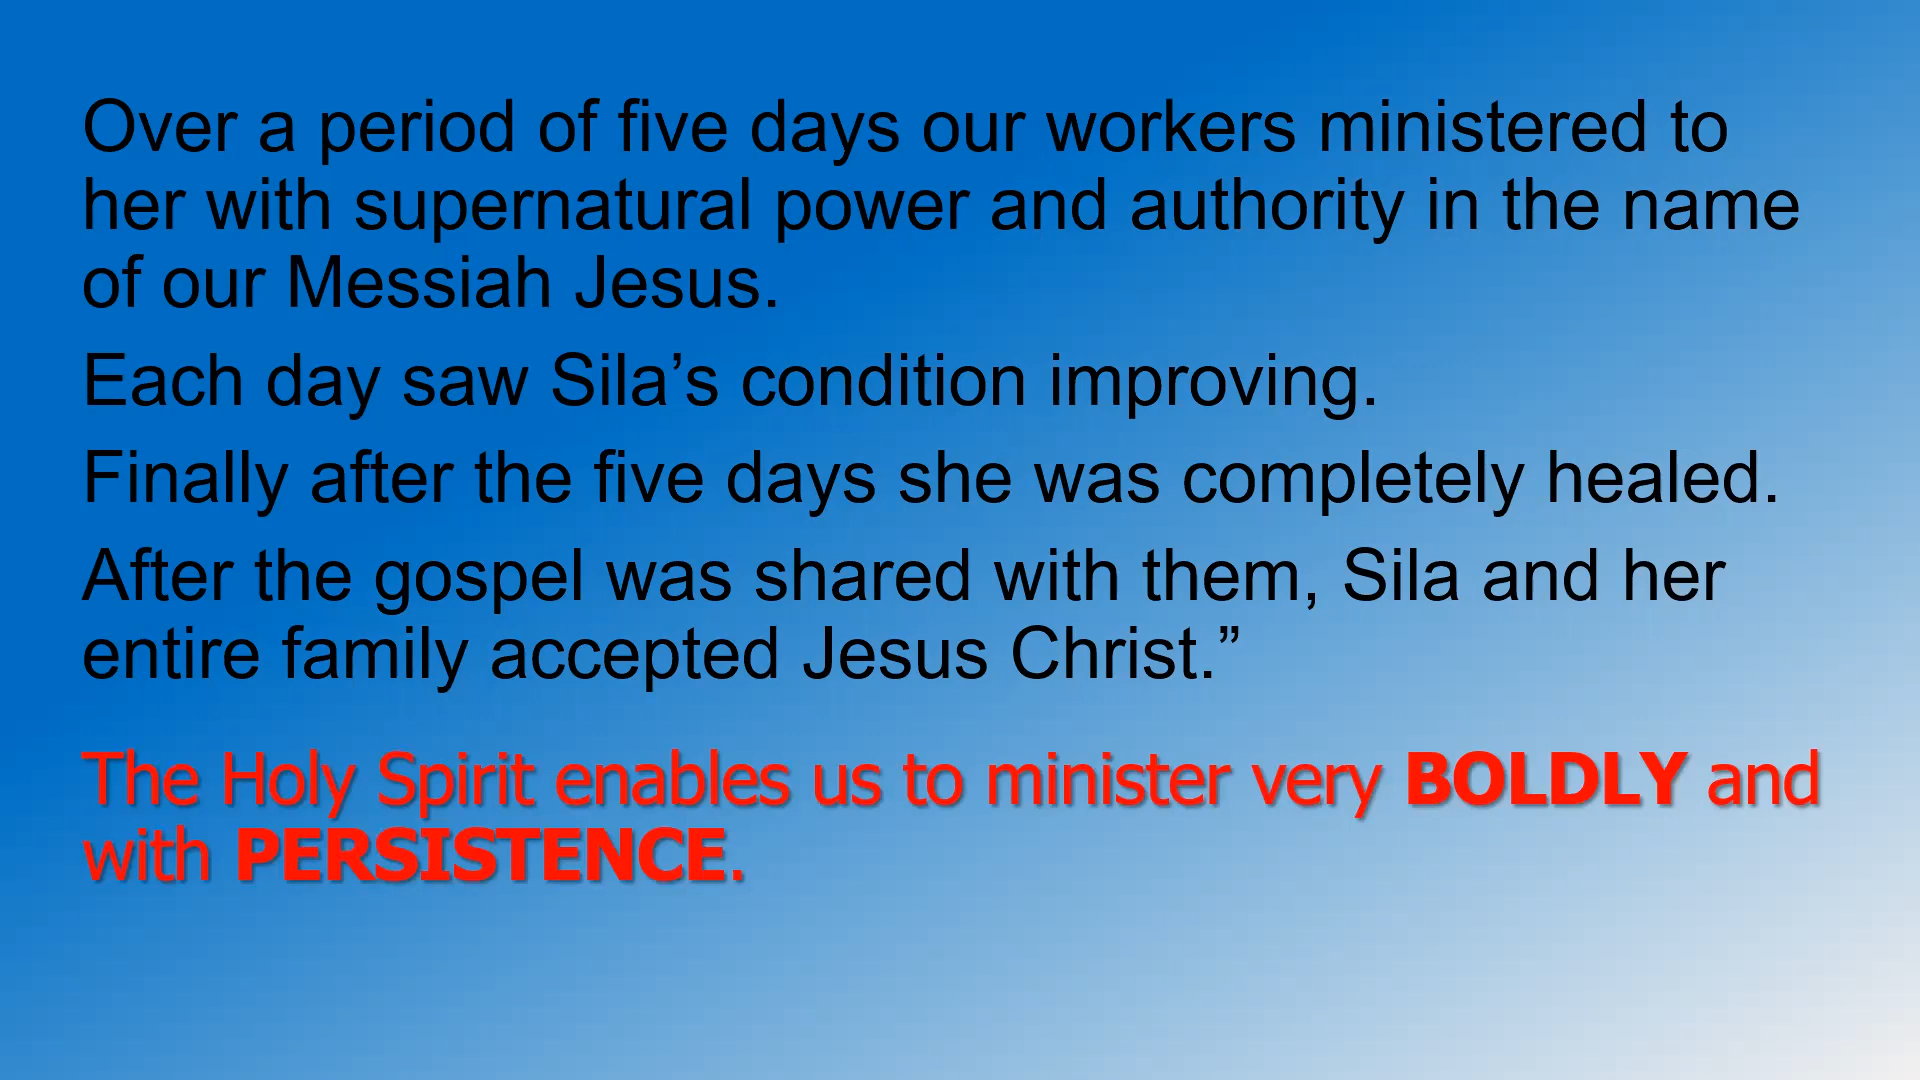 Over a period of five days our workers ministered to
her with supernatural power and authority in the name
of our Messiah Jesus.
Each day saw Sila’s condition improving.
Finally after the five days she was completely healed.
After the gospel was shared with them, Sila and her
entire family accepted Jesus Christ.”
The Holy Spirit enables us to minister very BOLDLY and
with PERSISTENCE.